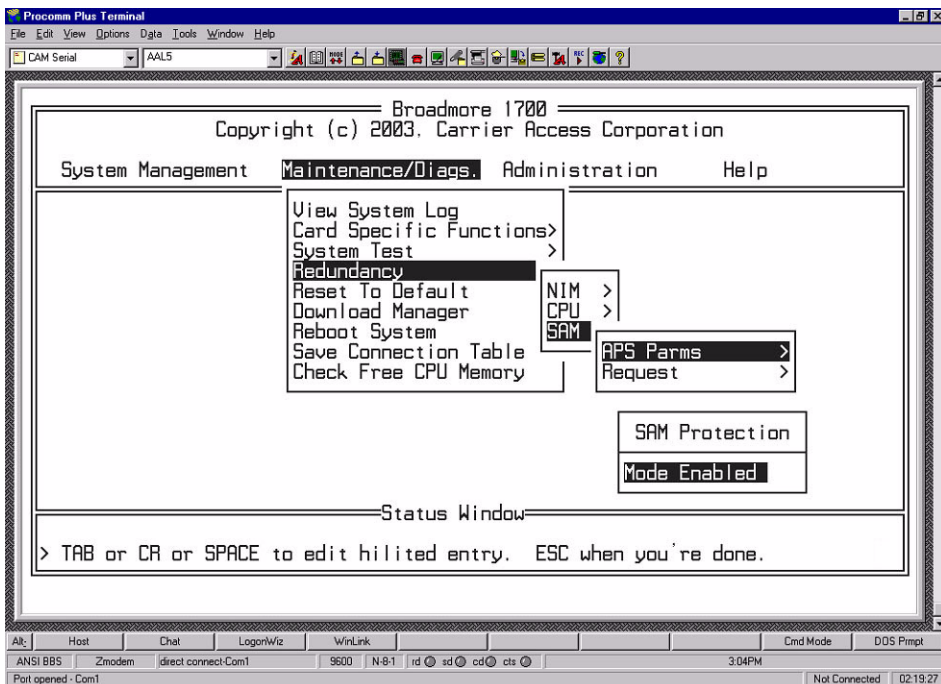 Procomm Plus Terminal
File Edit View Options Data Tools Window Help
CAM Serial AAL5
Broadmore 1700
Copyright (c) 2003. Carrier Access Corporation
System Management Maintenance/Diags. Administration Help
View System Log
Card Specific Functions>
System Test >
Redundancy
Reset To Default
Download Manager
Reboot System
Save Connection Table
Check Free CPU Memory
NIM >
CPU >
SAM
APS Parms >
Request >
SAM Protection
Mode Enabled
Status Window
> TAB or CR or SPACE to edit hilited entry. ESC when you're done.
Alt- Host Chat LogonWiz WinLink Cmd Mode DOS Prmpt
ANSI BBS Zmodem direct connect-Com1 9600 N-8-1 rd sd cd cts 3:04PM
Port opened - Com1 Not Connected 02:19:27